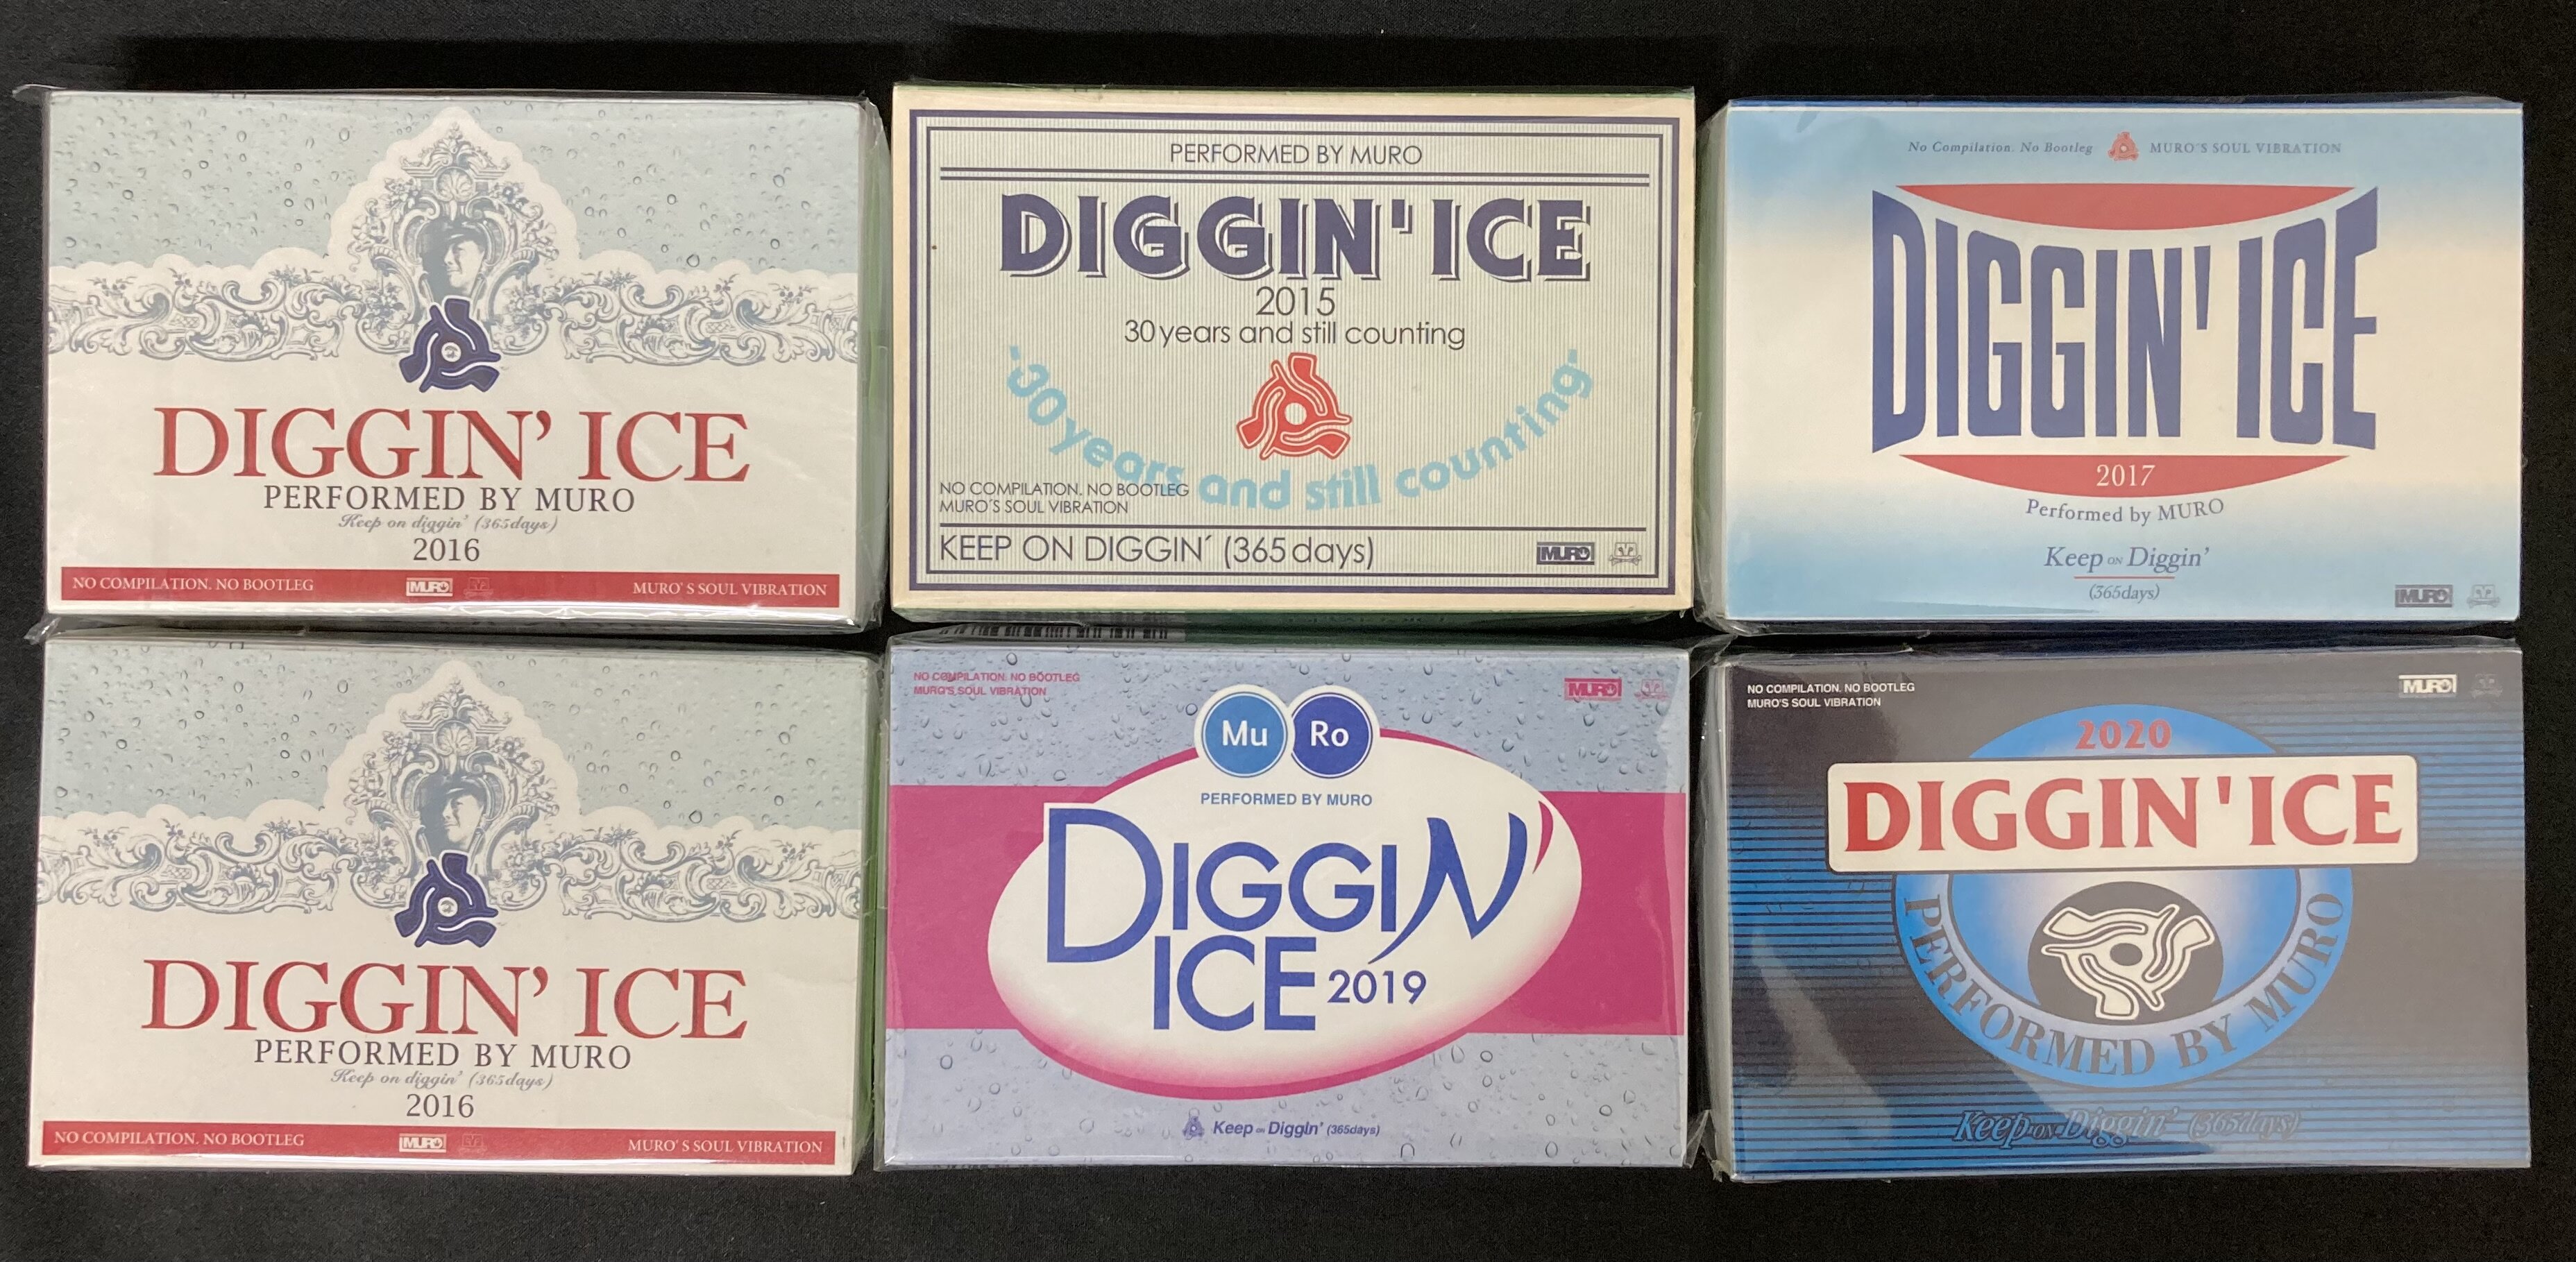 DIGGIN' ICE
PERFORMED BY MURO
Keep on diggin' (365days)
2016
NO COMPILATION. NO BOOTLEG
MURO
MURO' S SOUL VIBRATION
PERFORMED BY MURO
DIGGIN' ICE
2015
30 years and still counting
30 years and still counting
NO COMPILATION. NO BOOTLEG
MURO´S SOUL VIBRATION
KEEP ON DIGGIN´ (365 days)
MURO
No Compilation. No Bootleg
MURO'S SOUL VIBRATION
DIGGIN' ICE
2017
Performed by MURO
Keep ON Diggin'
(365days)
MURO
DIGGIN' ICE
PERFORMED BY MURO
Keep on diggin' (365days)
2016
NO COMPILATION. NO BOOTLEG
MURO
MURO' S SOUL VIBRATION
NO COMPILATION. NO BOOTLEG
MURO'S SOUL VIBRATION
MURO
Mu Ro
PERFORMED BY MURO
DIGGIN'
ICE 2019
Keep on Diggin' (365days)
NO COMPILATION. NO BOOTLEG
MURO'S SOUL VIBRATION
MURO
2020
DIGGIN' ICE
PERFORMED BY MURO
Keep on Diggin' (365days)